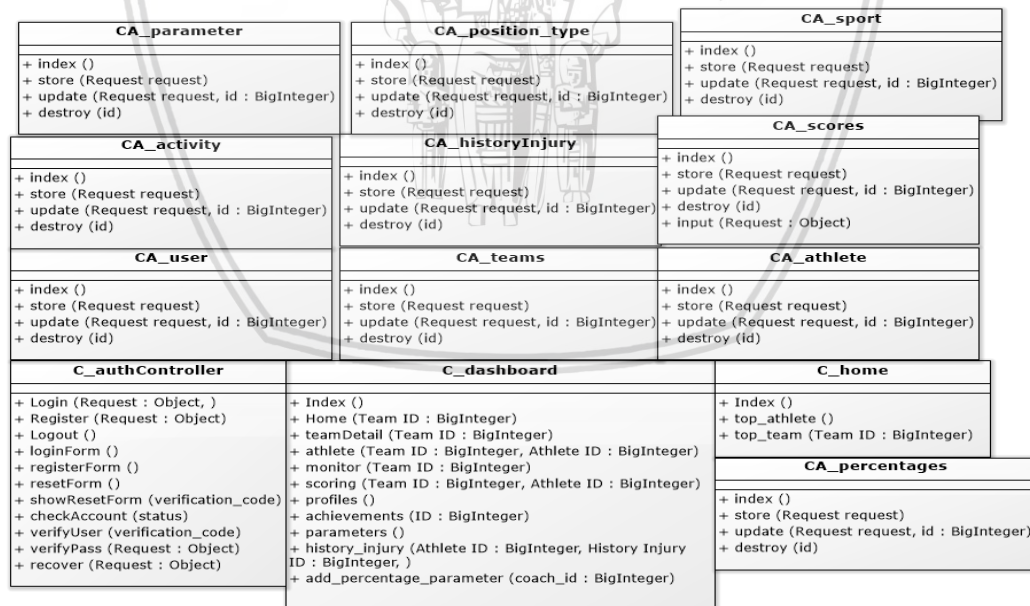 CA_parameter
+ index ()
+ store (Request request)
+ update (Request request, id : BigInteger)
+ destroy (id)
CA_position_type
+ index ()
+ store (Request request)
+ update (Request request, id : BigInteger)
+ destroy (id)
CA_sport
+ index ()
+ store (Request request)
+ update (Request request, id : BigInteger)
+ destroy (id)
CA_activity
+ index ()
+ store (Request request)
+ update (Request request, id : BigInteger)
+ destroy (id)
CA_historyInjury
+ index ()
+ store (Request request)
+ update (Request request, id : BigInteger)
+ destroy (id)
CA_scores
+ index ()
+ store (Request request)
+ update (Request request, id : BigInteger)
+ destroy (id)
+ input (Request : Object)
CA_user
+ index ()
+ store (Request request)
+ update (Request request, id : BigInteger)
+ destroy (id)
CA_teams
+ index ()
+ store (Request request)
+ update (Request request, id : BigInteger)
+ destroy (id)
CA_athlete
+ index ()
+ store (Request request)
+ update (Request request, id : BigInteger)
+ destroy (id)
C_authController
+ Login (Request : Object, )
+ Register (Request : Object)
+ Logout ()
+ loginForm ()
+ registerForm ()
+ resetForm ()
+ showResetForm (verification_code)
+ checkAccount (status)
+ verifyUser (verification_code)
+ verifyPass (Request : Object)
+ recover (Request : Object)
C_dashboard
+ Index ()
+ Home (Team ID : BigInteger)
+ teamDetail (Team ID : BigInteger)
+ athlete (Team ID : BigInteger, Athlete ID : BigInteger)
+ monitor (Team ID : BigInteger)
+ scoring (Team ID : BigInteger, Athlete ID : BigInteger)
+ profiles ()
+ achievements (ID : BigInteger)
+ parameters ()
+ history_injury (Athlete ID : BigInteger, History Injury
ID : BigInteger, )
+ add_percentage_parameter (coach_id : BigInteger)
C_home
+ Index ()
+ top_athlete ()
+ top_team (Team ID : BigInteger)
CA_percentages
+ index ()
+ store (Request request)
+ update (Request request, id : BigInteger)
+ destroy (id)